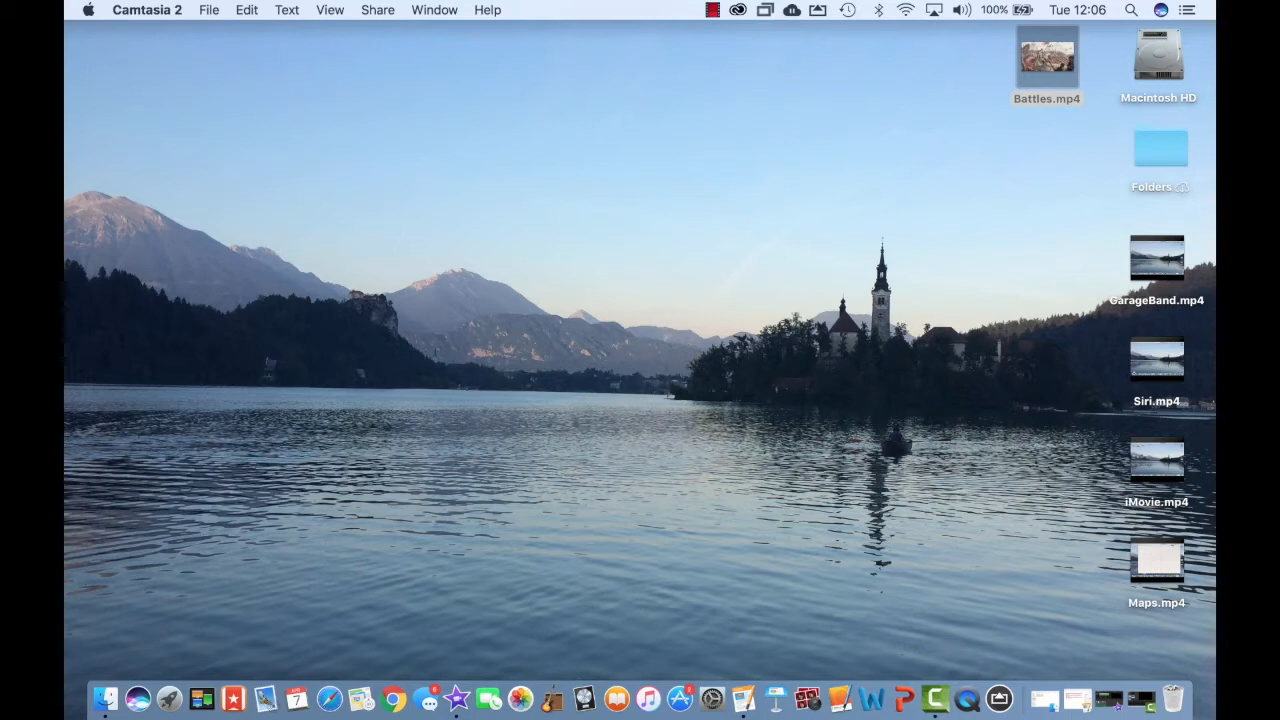 Camtasia 2 File Edit Text View Share Window Help 100% Tue 12:06
Battles.mp4
Macintosh HD
Folders
GarageBand.mp4
Siri.mp4
iMovie.mp4
Maps.mp4
7